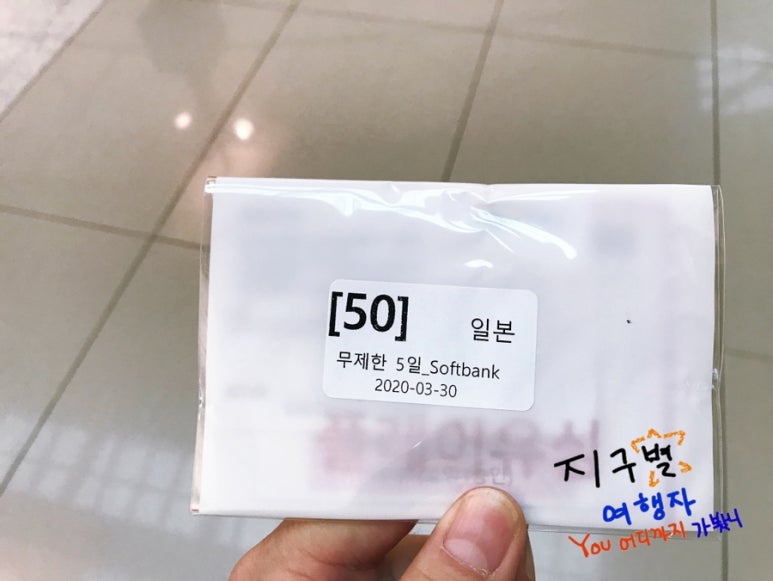 [50] 일본
무제한 5일_Softbank
2020-03-30
지구별
여행자
You 어디까지 가봤니